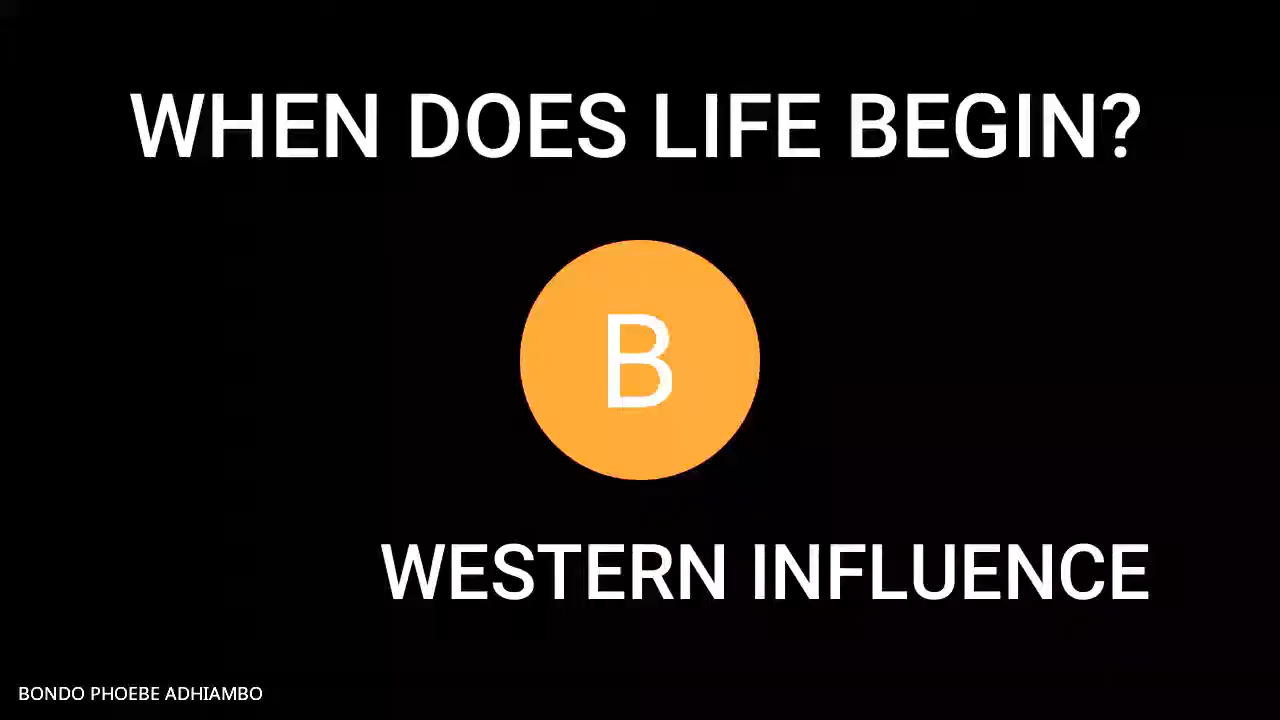 WHEN DOES LIFE BEGIN?
B
WESTERN INFLUENCE
BONDO PHOEBE ADHIAMBO